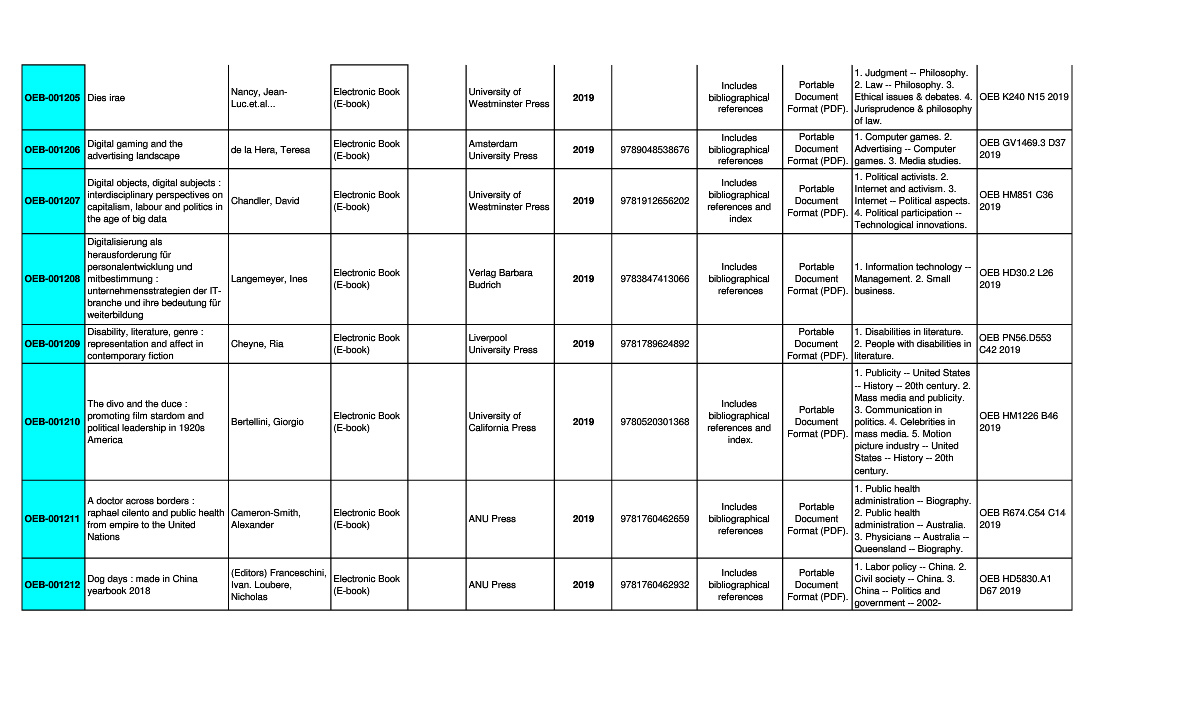 OEB-001205
Dies irae
Nancy, Jean-
Luc.et.al...
Electronic Book
(E-book)
University of
Westminster Press
2019
Includes
bibliographical
references
Portable
Document
Format (PDF).
1. Judgment -- Philosophy.
2. Law -- Philosophy. 3.
Ethical issues & debates. 4.
Jurisprudence & philosophy
of law.
OEB K240 N15 2019
OEB-001206
Digital gaming and the
advertising landscape
de la Hera, Teresa
Electronic Book
(E-book)
Amsterdam
University Press
2019
9789048538676
Includes
bibliographical
references
Portable
Document
Format (PDF).
1. Computer games. 2.
Advertising -- Computer
games. 3. Media studies.
OEB GV1469.3 D37
2019
OEB-001207
Digital objects, digital subjects :
interdisciplinary perspectives on
capitalism, labour and politics in
the age of big data
Chandler, David
Electronic Book
(E-book)
University of
Westminster Press
2019
9781912656202
Includes
bibliographical
references and
index
Portable
Document
Format (PDF).
1. Political activists. 2.
Internet and activism. 3.
Internet -- Political aspects.
4. Political participation --
Technological innovations.
OEB HM851 C36
2019
OEB-001208
Digitalisierung als
herausforderung für
personalentwicklung und
mitbestimmung :
unternehmensstrategien der IT-
branche und ihre bedeutung für
weiterbildung
Langemeyer, Ines
Electronic Book
(E-book)
Verlag Barbara
Budrich
2019
9783847413066
Includes
bibliographical
references
Portable
Document
Format (PDF).
1. Information technology --
Management. 2. Small
business.
OEB HD30.2 L26
2019
OEB-001209
Disability, literature, genre :
representation and affect in
contemporary fiction
Cheyne, Ria
Electronic Book
(E-book)
Liverpool
University Press
2019
9781789624892
Portable
Document
Format (PDF).
1. Disabilities in literature.
2. People with disabilities in
literature.
OEB PN56.D553
C42 2019
OEB-001210
The divo and the duce :
promoting film stardom and
political leadership in 1920s
America
Bertellini, Giorgio
Electronic Book
(E-book)
University of
California Press
2019
9780520301368
Includes
bibliographical
references and
index.
Portable
Document
Format (PDF).
1. Publicity -- United States
-- History -- 20th century. 2.
Mass media and publicity.
3. Communication in
politics. 4. Celebrities in
mass media. 5. Motion
picture industry -- United
States -- History -- 20th
century.
OEB HM1226 B46
2019
OEB-001211
A doctor across borders :
raphael cilento and public health
from empire to the United
Nations
Cameron-Smith,
Alexander
Electronic Book
(E-book)
ANU Press
2019
9781760462659
Includes
bibliographical
references
Portable
Document
Format (PDF).
1. Public health
administration -- Biography.
2. Public health
administration -- Australia.
3. Physicians -- Australia --
Queensland -- Biography.
OEB R674.C54 C14
2019
OEB-001212
Dog days : made in China
yearbook 2018
(Editors) Franceschini,
Ivan. Loubere,
Nicholas
Electronic Book
(E-book)
ANU Press
2019
9781760462932
Includes
bibliographical
references
Portable
Document
Format (PDF).
1. Labor policy -- China. 2.
Civil society -- China. 3.
China -- Politics and
government -- 2002-
OEB HD5830.A1
D67 2019